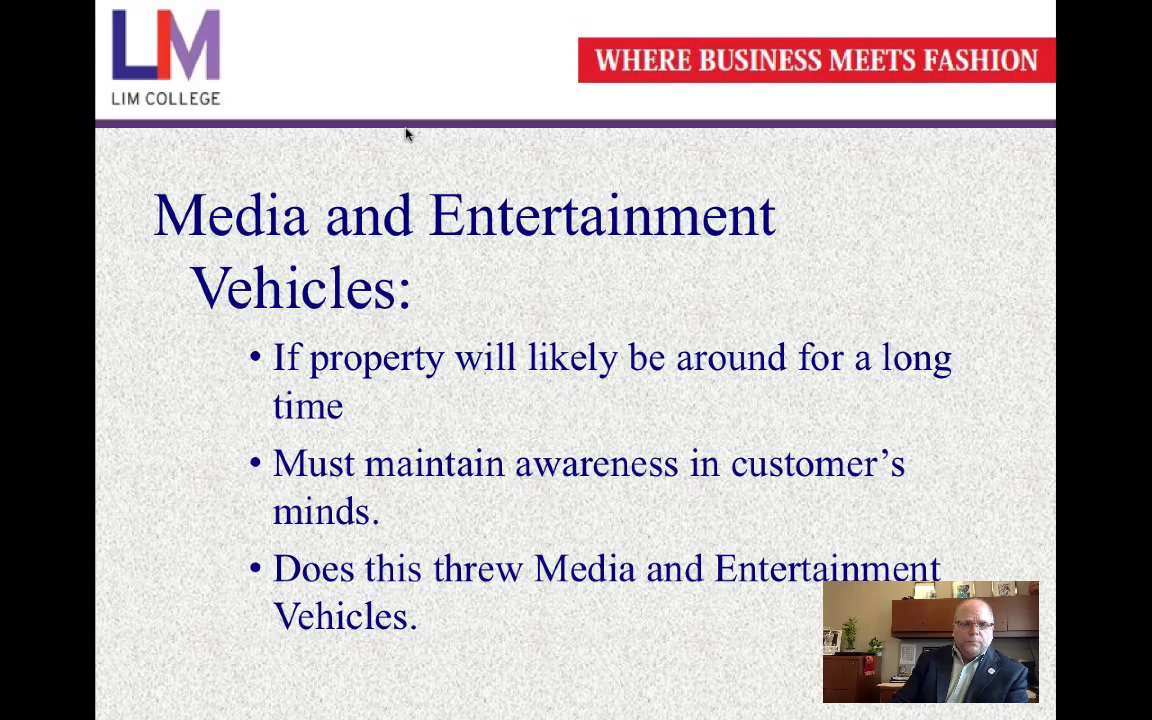 LIM
LIM COLLEGE
WHERE BUSINESS MEETS FASHION
Media and Entertainment
Vehicles:
• If property will likely be around for a long
time
• Must maintain awareness in customer’s
minds.
• Does this threw Media and Entertainment
Vehicles.